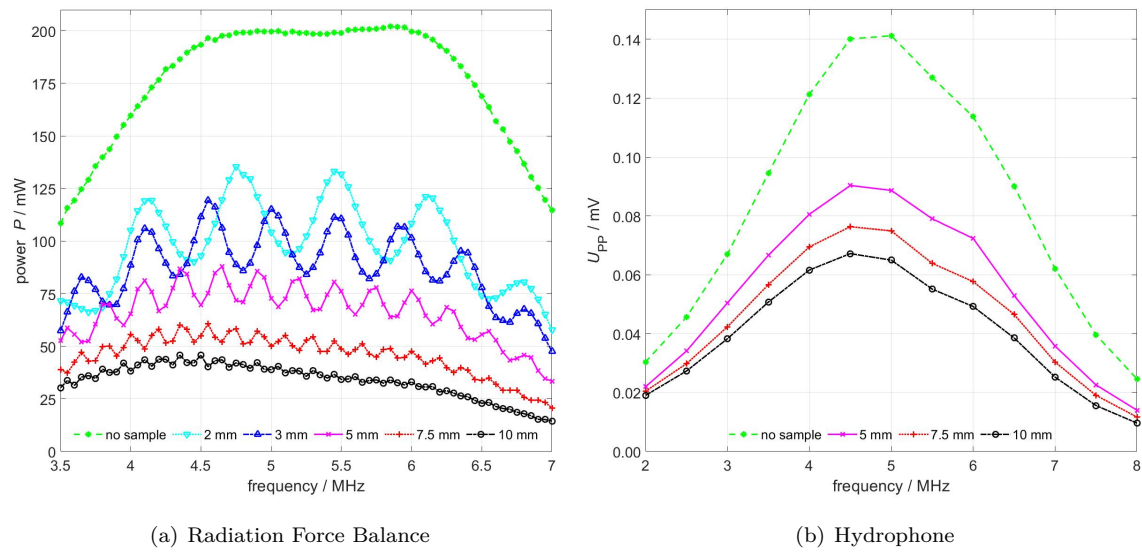 power P / mW
200
175
150
125
100
75
50
25
0
no sample 2 mm 3 mm 5 mm 7.5 mm 10 mm
3.5 4 4.5 5 5.5 6 6.5 7
frequency / MHz
(a) Radiation Force Balance
U_PP / mV
0.14
0.12
0.10
0.08
0.06
0.04
0.02
0.00
no sample 5 mm 7.5 mm 10 mm
2 3 4 5 6 7 8
frequency / MHz
(b) Hydrophone